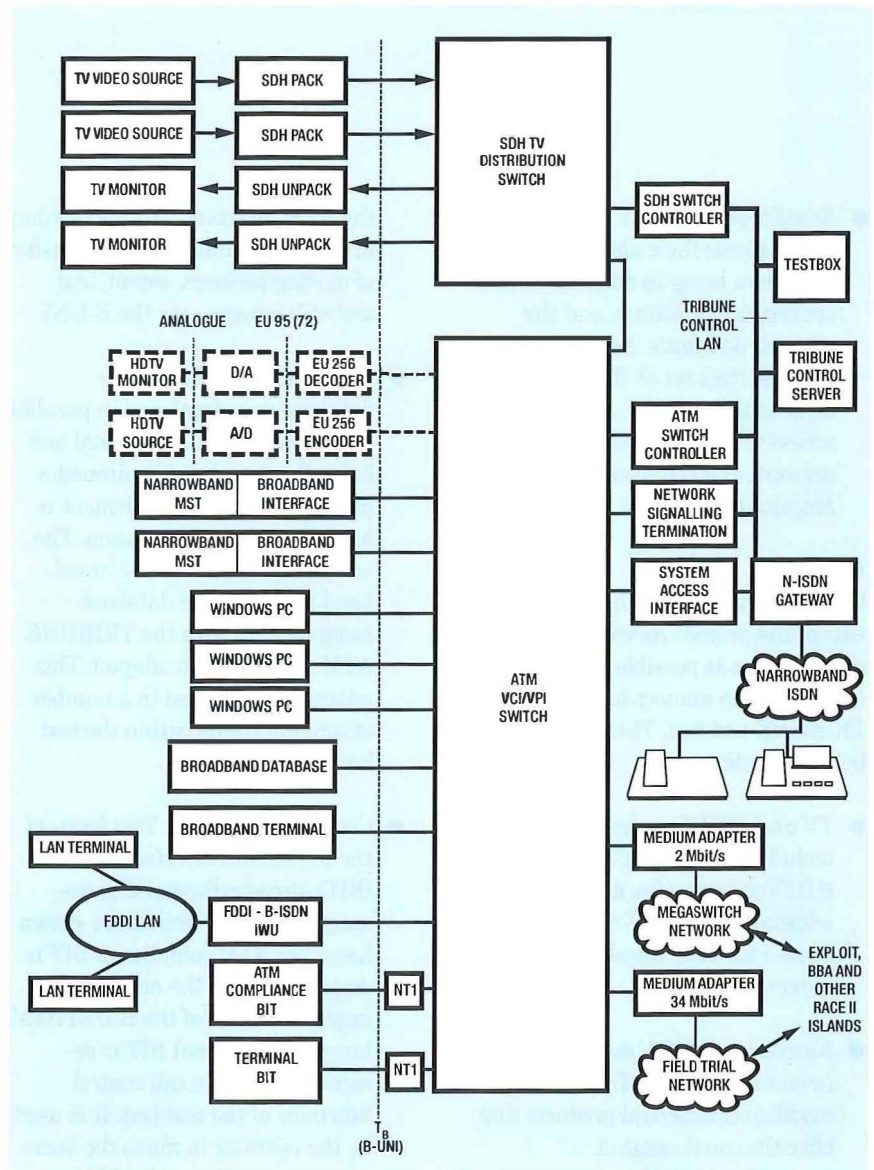 TV VIDEO SOURCE
SDH PACK
TV VIDEO SOURCE
SDH PACK
TV MONITOR
SDH UNPACK
TV MONITOR
SDH UNPACK
SDH TV
DISTRIBUTION
SWITCH
SDH SWITCH
CONTROLLER
TESTBOX
TRIBUNE
CONTROL
LAN
TRIBUNE
CONTROL
SERVER
ANALOGUE
EU 95 (72)
HDTV
MONITOR
D/A
EU 256
DECODER
HDTV
SOURCE
A/D
EU 256
ENCODER
NARROWBAND
MST
BROADBAND
INTERFACE
NARROWBAND
MST
BROADBAND
INTERFACE
WINDOWS PC
WINDOWS PC
WINDOWS PC
BROADBAND DATABASE
BROADBAND TERMINAL
LAN TERMINAL
FDDI LAN
LAN TERMINAL
FDDI - B-ISDN
IWU
ATM
COMPLIANCE
BIT
NT1
TERMINAL
BIT
NT1
T B
(B-UNI)
ATM
VCI/VPI
SWITCH
ATM
SWITCH
CONTROLLER
NETWORK
SIGNALLING
TERMINATION
SYSTEM
ACCESS
INTERFACE
N-ISDN
GATEWAY
NARROWBAND
ISDN
MEDIUM ADAPTER
2 Mbit/s
MEGASWITCH
NETWORK
MEDIUM ADAPTER
34 Mbit/s
FIELD TRIAL
NETWORK
EXPLOIT,
BBA AND
OTHER
RACE II
ISLANDS